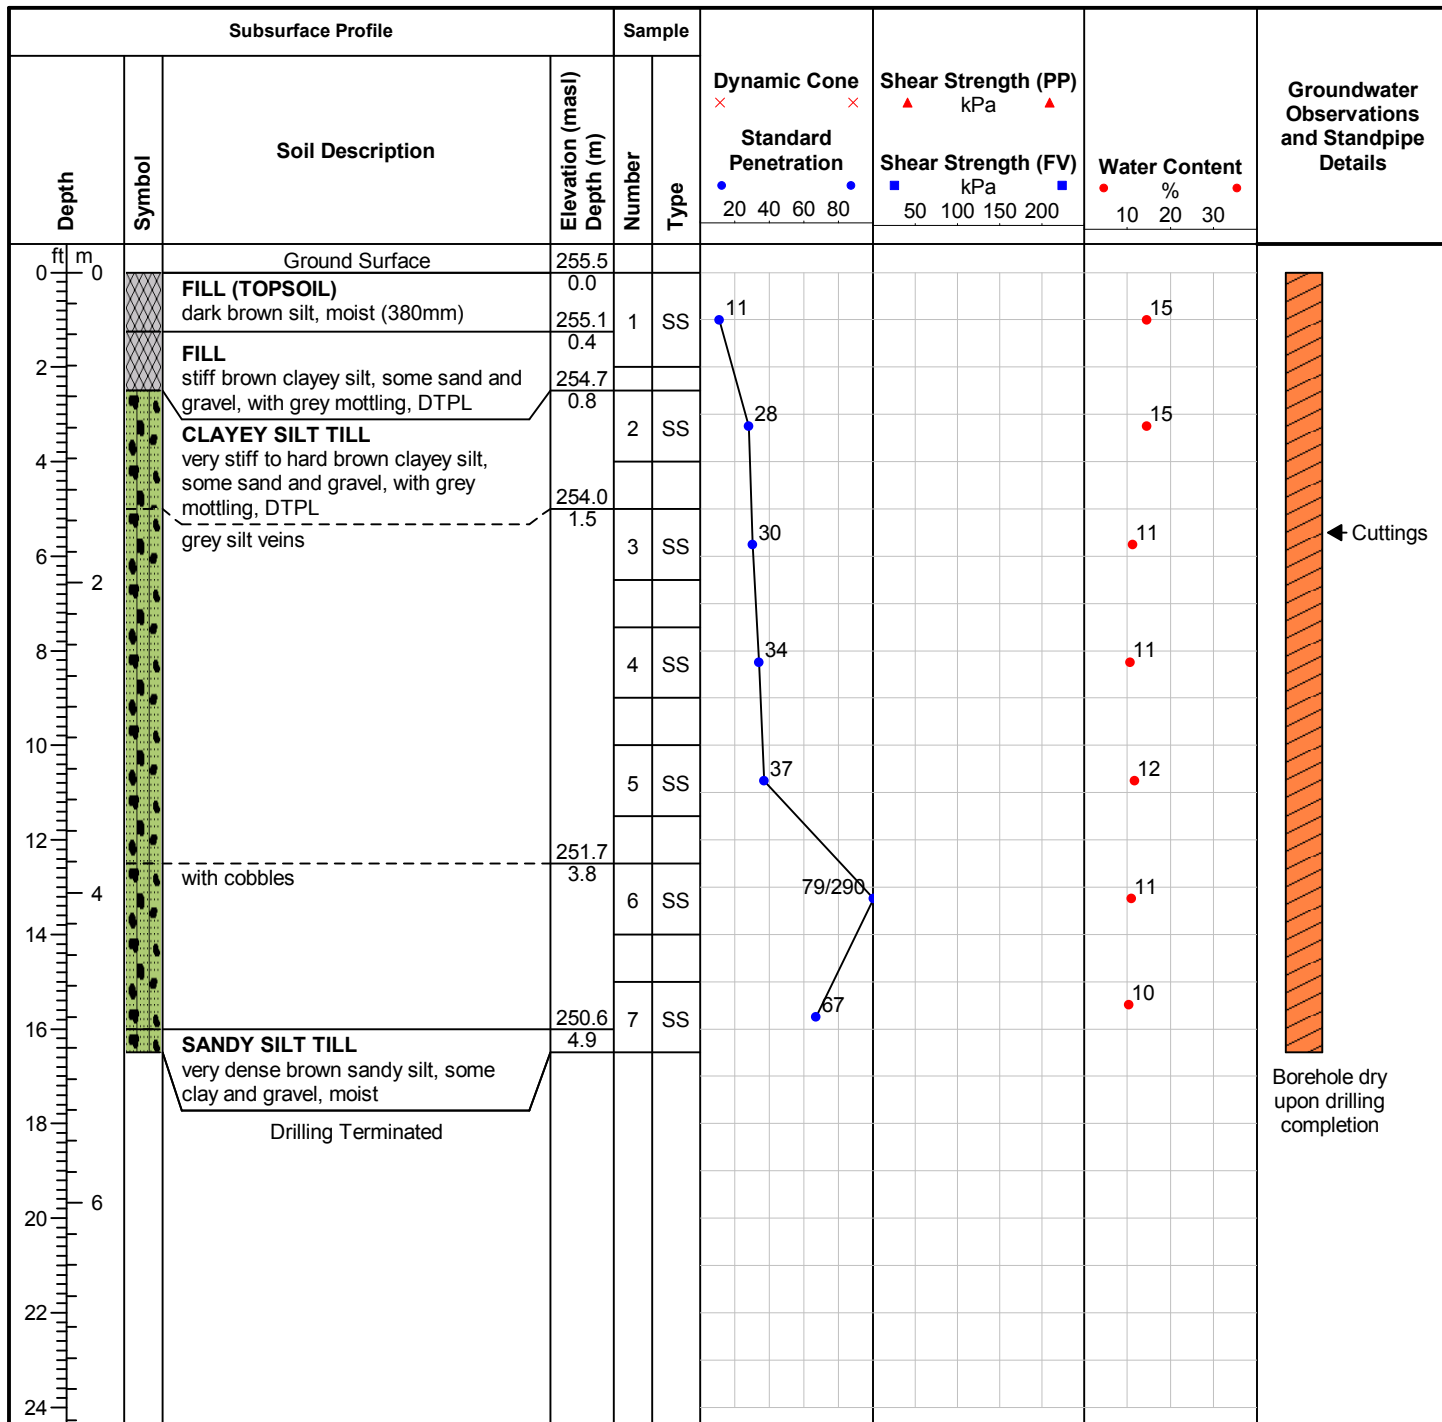 Subsurface Profile
Sample
Depth
Symbol
Soil Description
Elevation (masl)
Depth (m)
Number
Type
Dynamic Cone
Standard
Penetration
20 40 60 80
Shear Strength (PP)
kPa
Shear Strength (FV)
kPa
50 100 150 200
Water Content
%
10 20 30
Groundwater
Observations
and Standpipe
Details
ft m
0 0
2
4
6
2
8
10
12
4
14
16
18
6
20
22
24
Ground Surface
255.5
0.0
FILL (TOPSOIL)
dark brown silt, moist (380mm)
255.1
0.4
FILL
stiff brown clayey silt, some sand and
gravel, with grey mottling, DTPL
254.7
0.8
CLAYEY SILT TILL
very stiff to hard brown clayey silt,
some sand and gravel, with grey
mottling, DTPL
254.0
1.5
grey silt veins
251.7
3.8
with cobbles
250.6
4.9
SANDY SILT TILL
very dense brown sandy silt, some
clay and gravel, moist
Drilling Terminated
1 SS 11 15
2 SS 28 15
3 SS 30 11
4 SS 34 11
5 SS 37 12
6 SS 79/290 11
7 SS 67 10
Cuttings
Borehole dry
upon drilling
completion